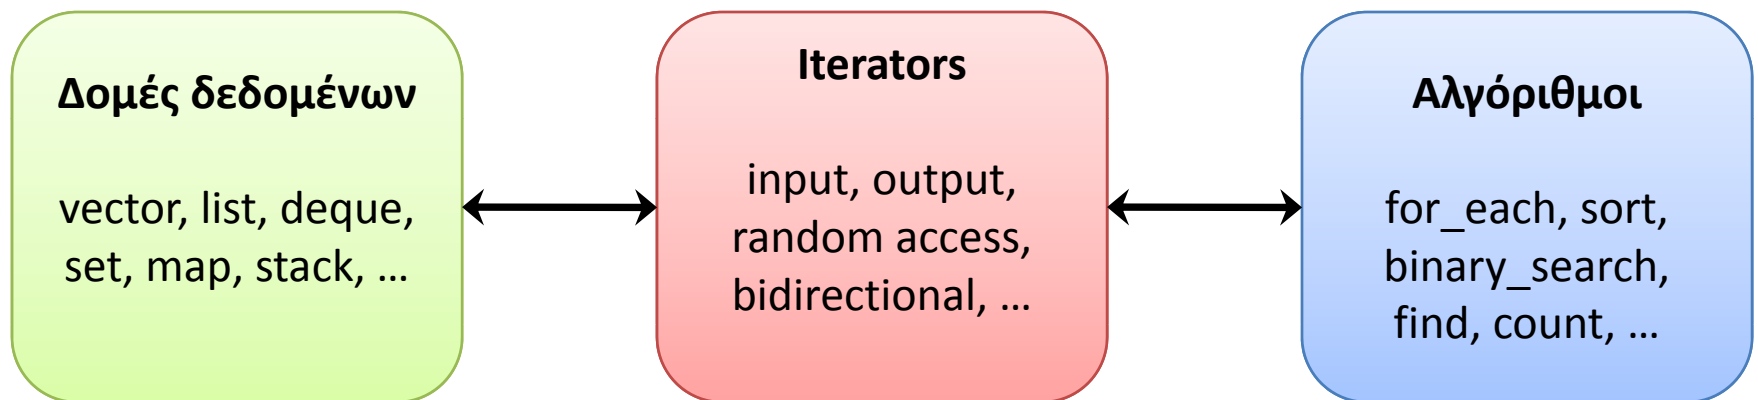 Δομές δεδομένων
vector, list, deque,
set, map, stack, …
Iterators
input, output,
random access,
bidirectional, …
Αλγόριθμοι
for_each, sort,
binary_search,
find, count, …